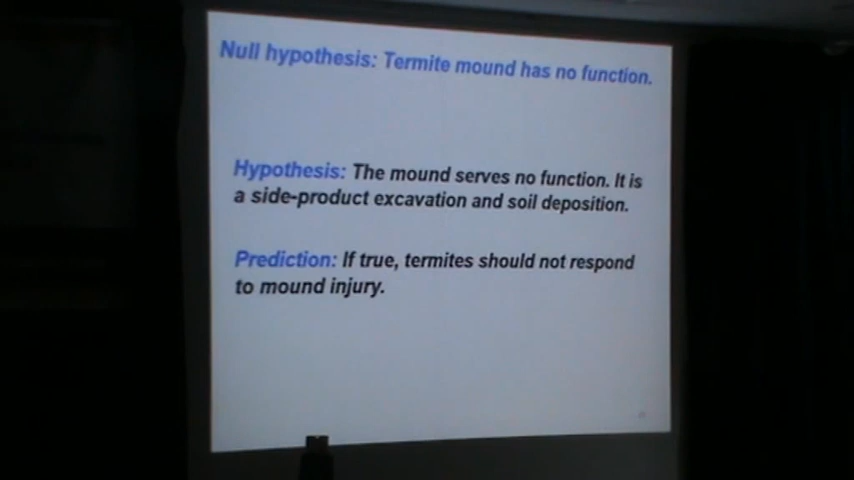 Null hypothesis: Termite mound has no function.
Hypothesis: The mound serves no function. It is
a side-product excavation and soil deposition.
Prediction: If true, termites should not respond
to mound injury.